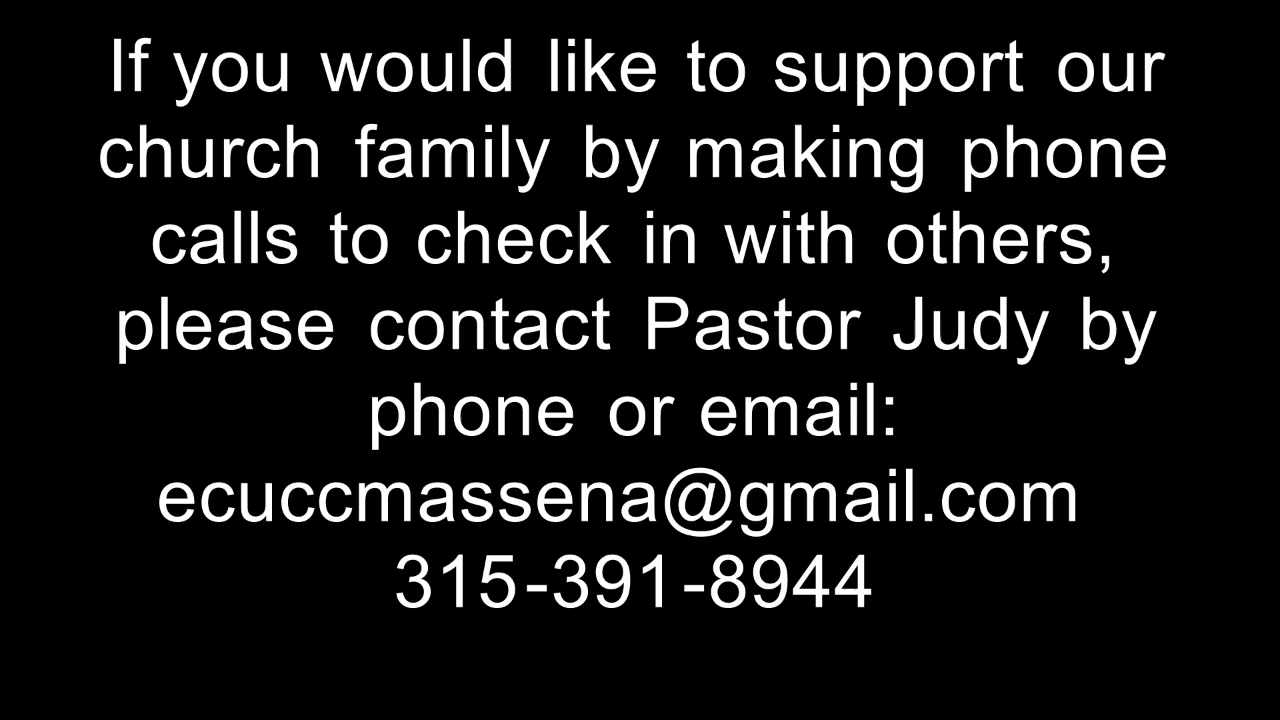 If you would like to support our
church family by making phone
calls to check in with others,
please contact Pastor Judy by
phone or email:
ecuccmassena@gmail.com
315-391-8944